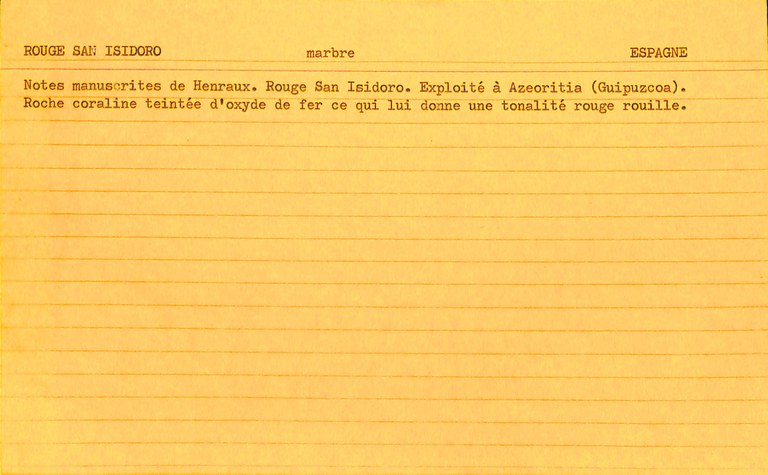 ROUGE SAN ISIDORO marbre ESPAGNE
Notes manuscrites de Henraux. Rouge San Isidoro. Exploité à Azeoritia (Guipuzcoa).
Roche coraline teintée d'oxyde de fer ce qui lui donne une tonalité rouge rouille.